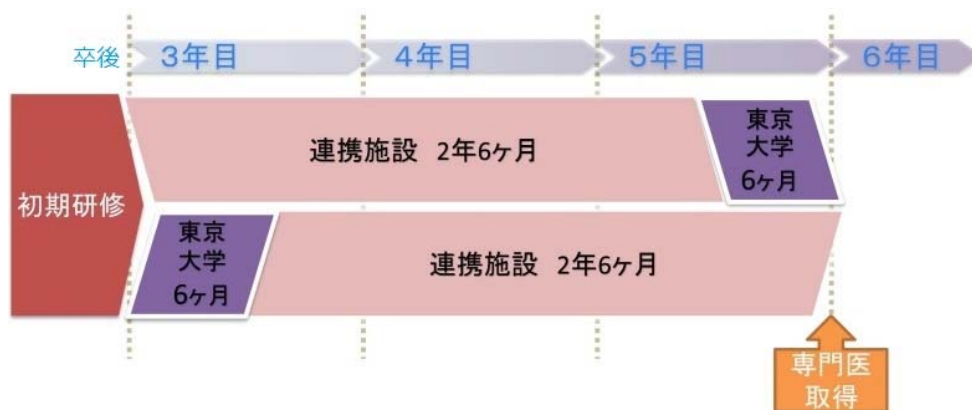 卒後
3年目
4年目
5年目
6年目
初期研修
連携施設 2年6ヶ月
東京
大学
6ヶ月
東京
大学
6ヶ月
連携施設 2年6ヶ月
専門医
取得